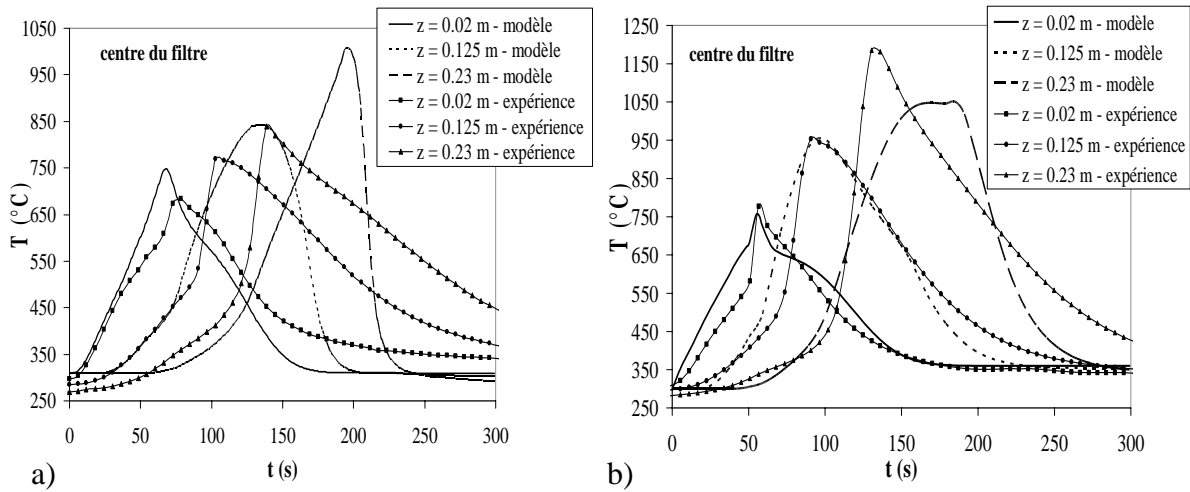 centre du filtre
z = 0.02 m - modèle
z = 0.125 m - modèle
z = 0.23 m - modèle
z = 0.02 m - expérience
z = 0.125 m - expérience
z = 0.23 m - expérience
1050
950
850
750
650
550
450
350
250
T (°C)
0
50
100
150
200
250
300
t (s)
a)
centre du filtre
z = 0.02 m - modèle
z = 0.125 m - modèle
z = 0.23 m - modèle
z = 0.02 m - expérience
z = 0.125 m - expérience
z = 0.23 m - expérience
1250
1150
1050
950
850
750
650
550
450
350
250
T (°C)
0
50
100
150
200
250
300
t (s)
b)